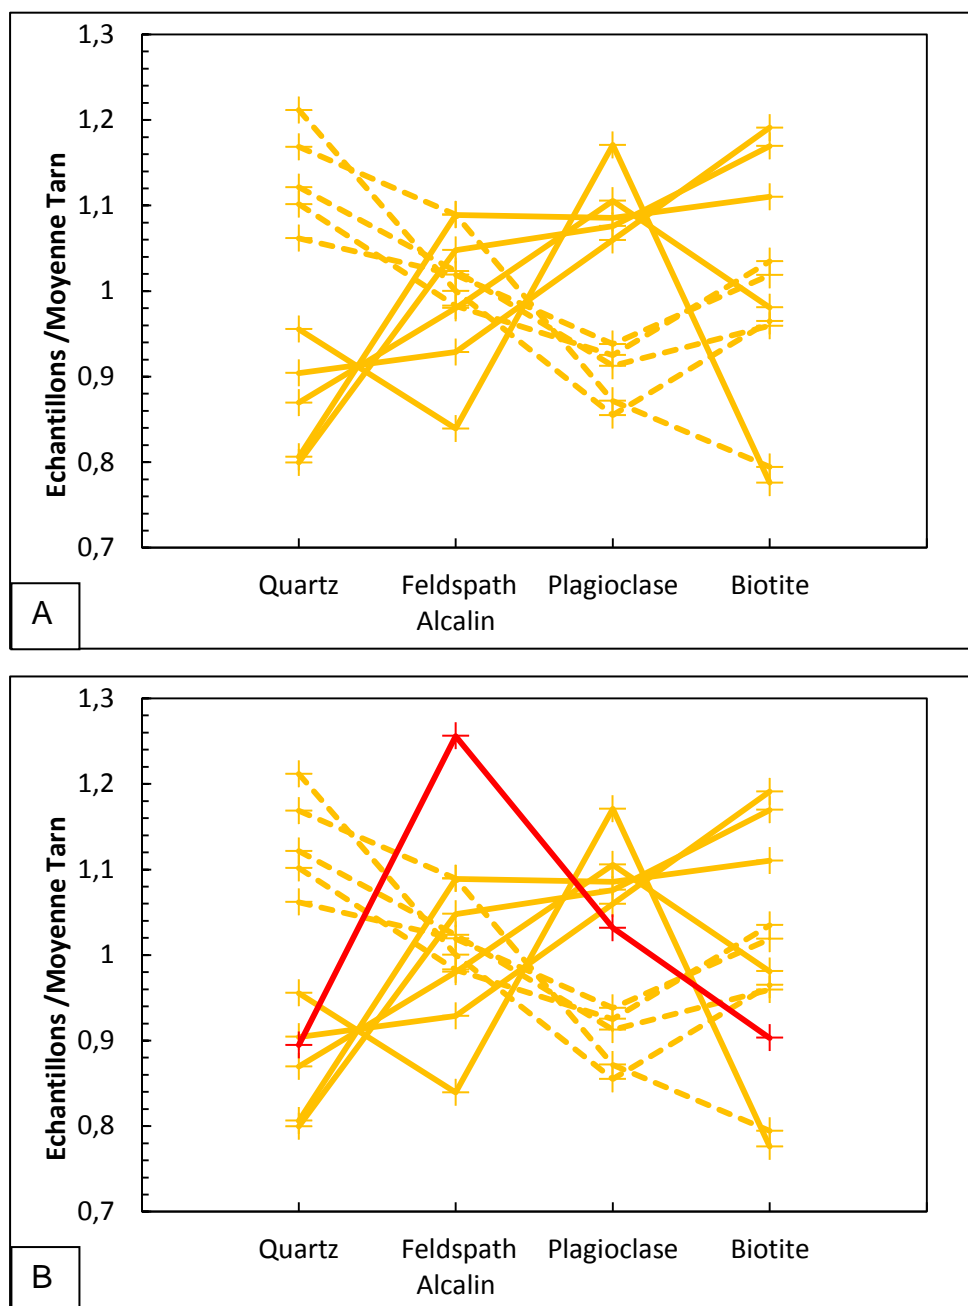 1,3
1,2
1,1
1
0,9
0,8
0,7
Echantillons /Moyenne Tarn
Quartz
Feldspath
Alcalin
Plagioclase
Biotite
A
1,3
1,2
1,1
1
0,9
0,8
0,7
Echantillons /Moyenne Tarn
Quartz
Feldspath
Alcalin
Plagioclase
Biotite
B